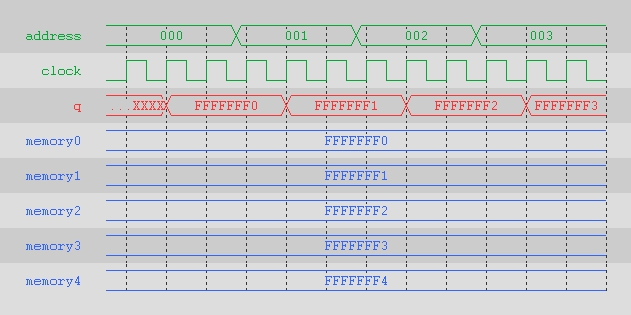 address 000 001 002 003
clock
q ...XXXX FFFFFFF0 FFFFFFF1 FFFFFFF2 FFFFFFF3
memory0 FFFFFFF0
memory1 FFFFFFF1
memory2 FFFFFFF2
memory3 FFFFFFF3
memory4 FFFFFFF4